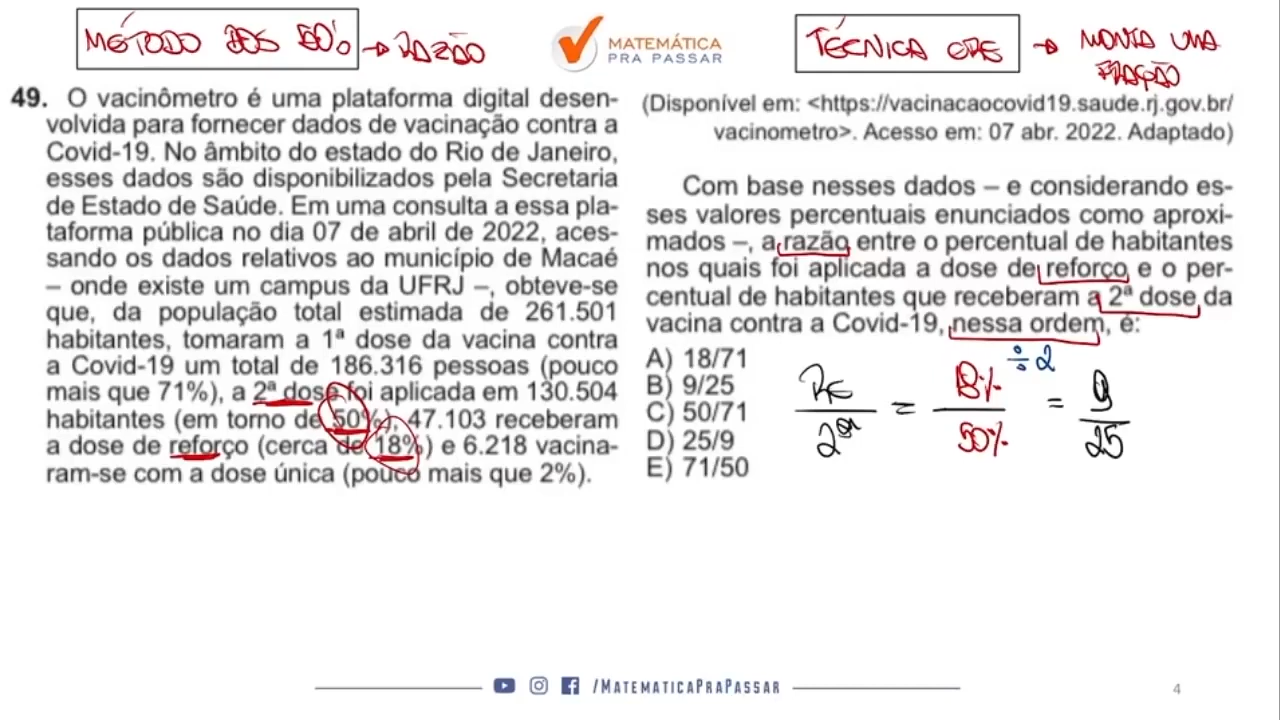 MÉTODO DOS 50's → RAZÃO
MATEMÁTICA
PRA PASSAR
TÉCNICA → MONTA UMA
FRAÇÃO
49. O vacinômetro é uma plataforma digital desen-
volvida para fornecer dados de vacinação contra a
Covid-19. No âmbito do estado do Rio de Janeiro,
esses dados são disponibilizados pela Secretaria
de Estado de Saúde. Em uma consulta a essa pla-
taforma pública no dia 07 de abril de 2022, aces-
sando os dados relativos ao município de Macaé
– onde existe um campus da UFRJ –, obteve-se
que, da população total estimada de 261.501
habitantes, tomaram a 1ª dose da vacina contra
a Covid-19 um total de 186.316 pessoas (pouco
mais que 71%), a 2ª dose foi aplicada em 130.504
habitantes (em torno de 50%), 47.103 receberam
a dose de reforço (cerca de 18%) e 6.218 vacina-
ram-se com a dose única (pouco mais que 2%).
(Disponível em: <https://vacinacaocovid19.saude.rj.gov.br/
vacinometro>. Acesso em: 07 abr. 2022. Adaptado)
Com base nesses dados – e considerando es-
ses valores percentuais enunciados como aproxi-
mados –, a razão entre o percentual de habitantes
nos quais foi aplicada a dose de reforço e o per-
centual de habitantes que receberam a 2ª dose da
vacina contra a Covid-19, nessa ordem, é:
A) 18/71
B) 9/25
C) 50/71
D) 25/9
E) 71/50
÷2
RE = 18% = 9
2ª 50% 25
/MATEMATICAPRAPASSAR
4